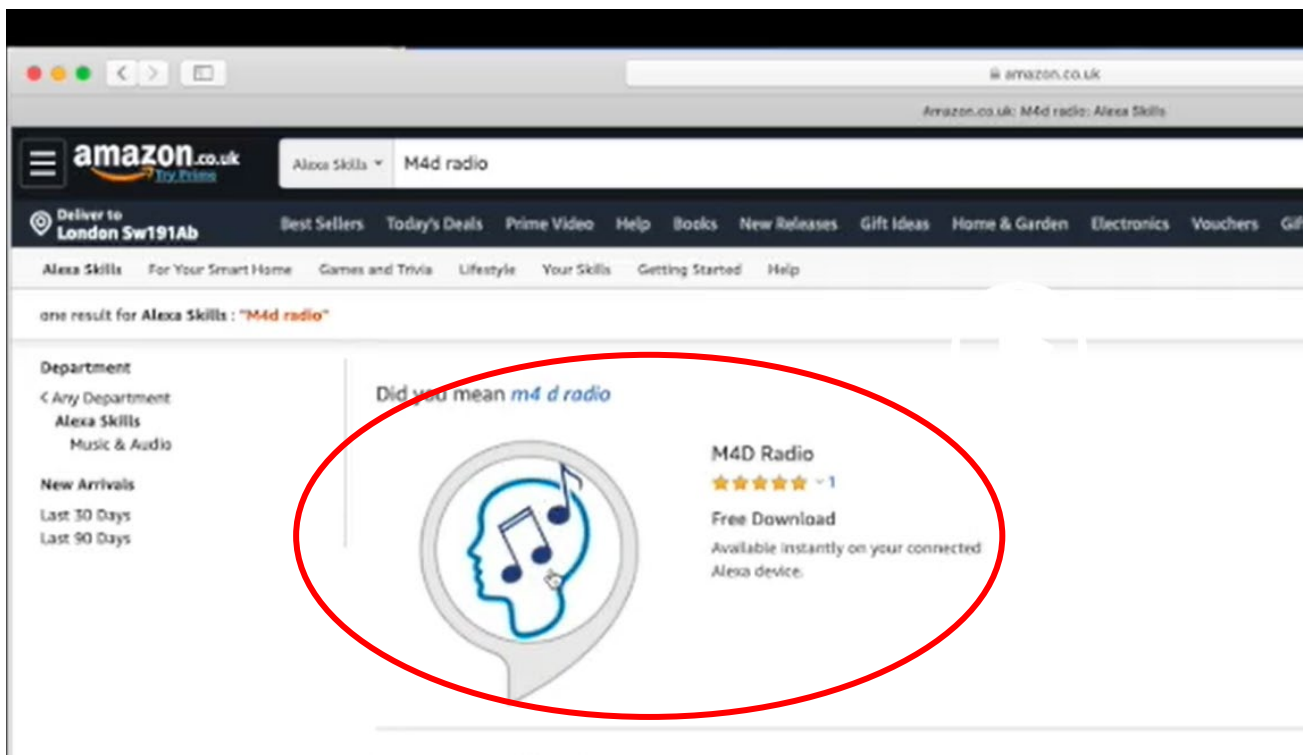 amazon.co.uk
Amazon.co.uk: M4d radio: Alexa Skills
amazon.co.uk
Try Prime
Alexa Skills
M4d radio
Deliver to
London Sw191Ab
Best Sellers Today's Deals Prime Video Help Books New Releases Gift Ideas Home & Garden Electronics Vouchers Gif
Alexa Skills For Your Smart Home Games and Trivia Lifestyle Your Skills Getting Started Help
one result for Alexa Skills : "M4d radio"
Department
< Any Department
Alexa Skills
Music & Audio
New Arrivals
Last 30 Days
Last 90 Days
Did you mean m4 d radio
M4D Radio
1
Free Download
Available instantly on your connected
Alexa device.